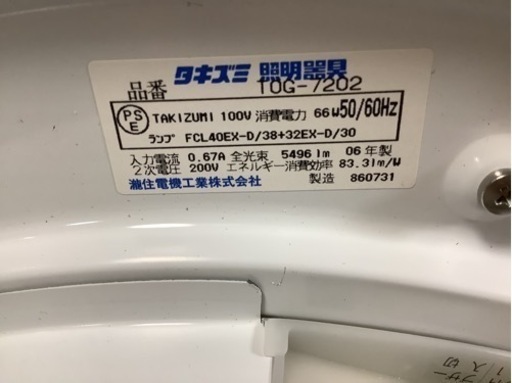 タキズミ 照明器具
品番 TOG-7202
PS E TAKIZUMI 100V 消費電力 66W 50/60Hz
ランプ FCL40EX-D/38+32EX-D/30
入力電流 0.67A 全光束 5496lm 06年製
2次電圧 200V エネルギー消費効率 83.3lm/W
瀧住電機工業株式会社 製造 860731